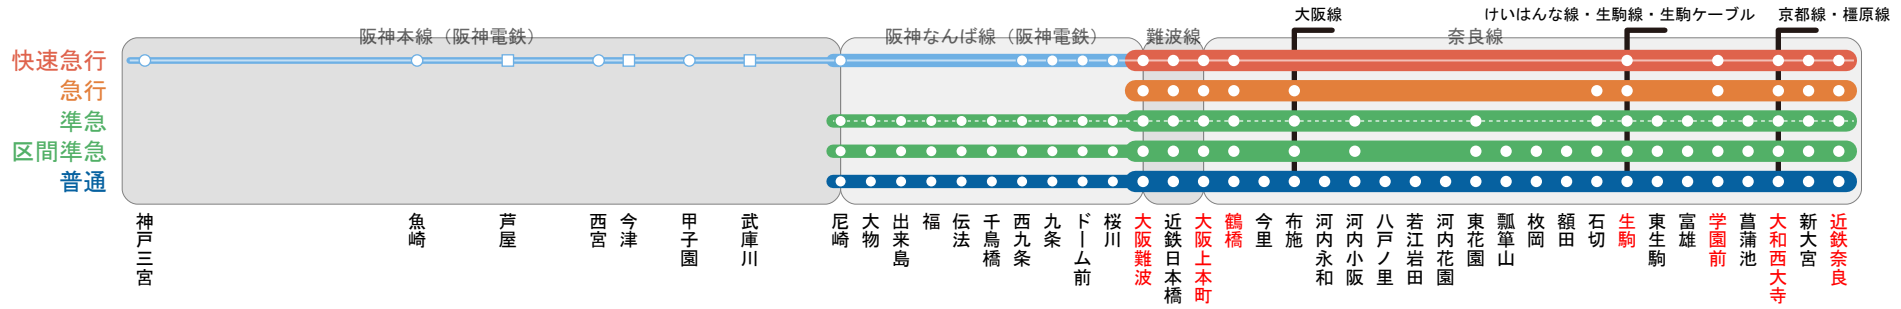 大阪線
けいはんな線・生駒線・生駒ケーブル
京都線・橿原線
阪神本線（阪神電鉄）
阪神なんば線（阪神電鉄）
難波線
奈良線
快速急行
急行
準急
区間準急
普通
神戸三宮
魚崎
芦屋
西宮
今津
甲子園
武庫川
尼崎
大物
出来島
福
伝法
千鳥橋
西九条
九条
ドーム前
桜川
大阪難波
近鉄日本橋
大阪上本町
鶴橋
今里
布施
河内永和
河内小阪
八戸ノ里
若江岩田
河内花園
東花園
瓢箪山
枚岡
額田
石切
生駒
東生駒
富雄
学園前
菖蒲池
大和西大寺
新大宮
近鉄奈良